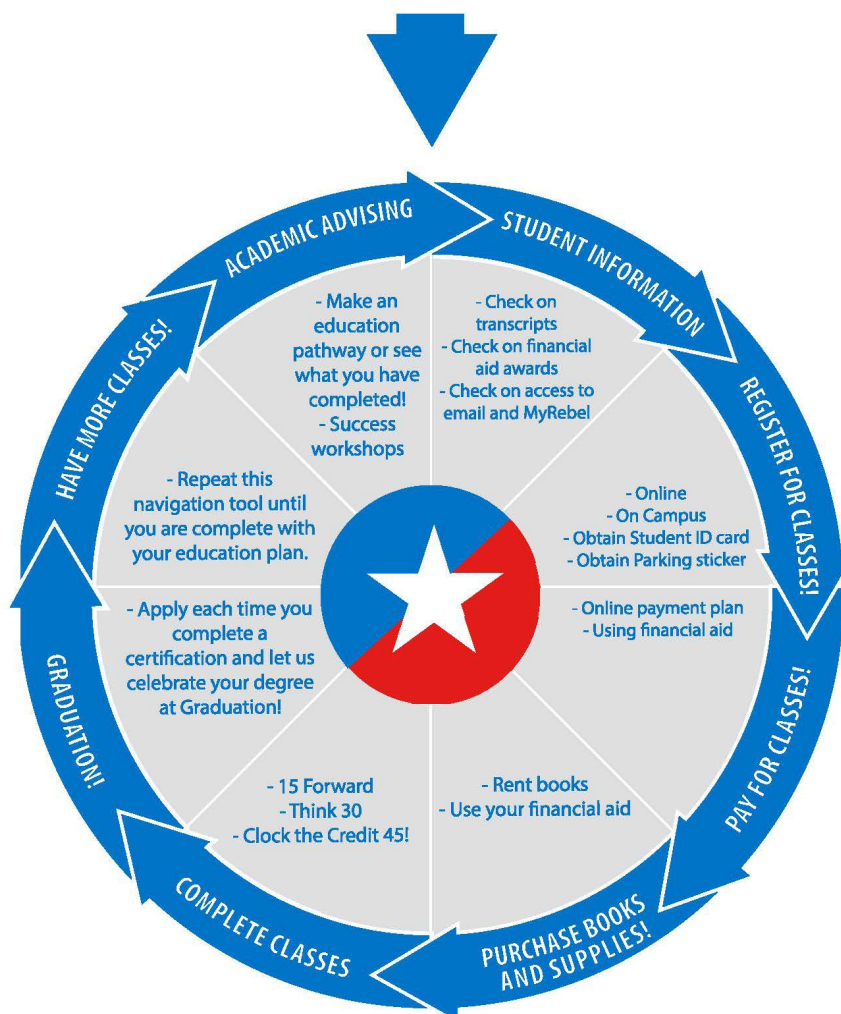 ACADEMIC ADVISING
- Make an
education
pathway or see
what you have
completed!
- Success
workshops
STUDENT INFORMATION
- Check on
transcripts
- Check on financial
aid awards
- Check on access to
email and MyRebel
REGISTER FOR CLASSES!
- Online
- On Campus
- Obtain Student ID card
- Obtain Parking sticker
PAY FOR CLASSES!
- Online payment plan
- Using financial aid
PURCHASE BOOKS
AND SUPPLIES!
- Rent books
- Use your financial aid
COMPLETE CLASSES
- 15 Forward
- Think 30
- Clock the Credit 45!
GRADUATION!
- Apply each time you
complete a
certification and let us
celebrate your degree
at Graduation!
HAVE MORE CLASSES!
- Repeat this
navigation tool until
you are complete with
your education plan.